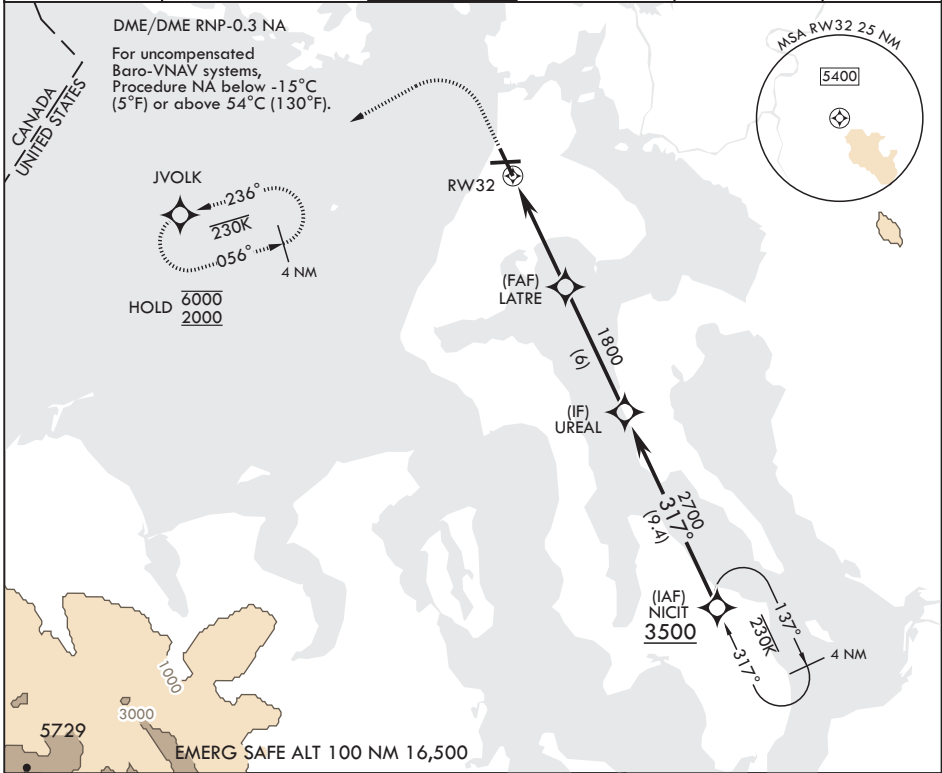 DME/DME RNP-0.3 NA
For uncompensated
Baro-VNAV systems,
Procedure NA below -15°C
(5°F) or above 54°C (130°F).
CANADA
UNITED STATES
MSA RW32 25 NM
5400
JVOLK
236°
230K
056°
4 NM
HOLD 6000
2000
RW32
(FAF)
LATRE
1800
(6)
(IF)
UREAL
2700
317°
(9.4)
(IAF)
NICIT
3500
137°
230K
317°
4 NM
1000
3000
5729
EMERG SAFE ALT 100 NM 16,500